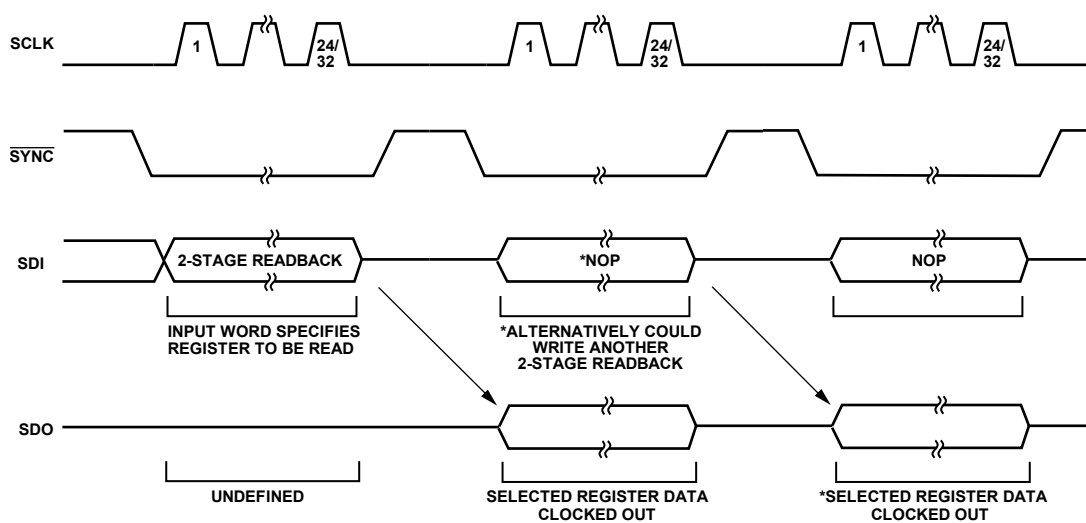 SCLK
1
24/
32
1
24/
32
1
24/
32
SYNC
SDI
2-STAGE READBACK
*NOP
NOP
INPUT WORD SPECIFIES
REGISTER TO BE READ
*ALTERNATIVELY COULD
WRITE ANOTHER
2-STAGE READBACK
SDO
UNDEFINED
SELECTED REGISTER DATA
CLOCKED OUT
*SELECTED REGISTER DATA
CLOCKED OUT